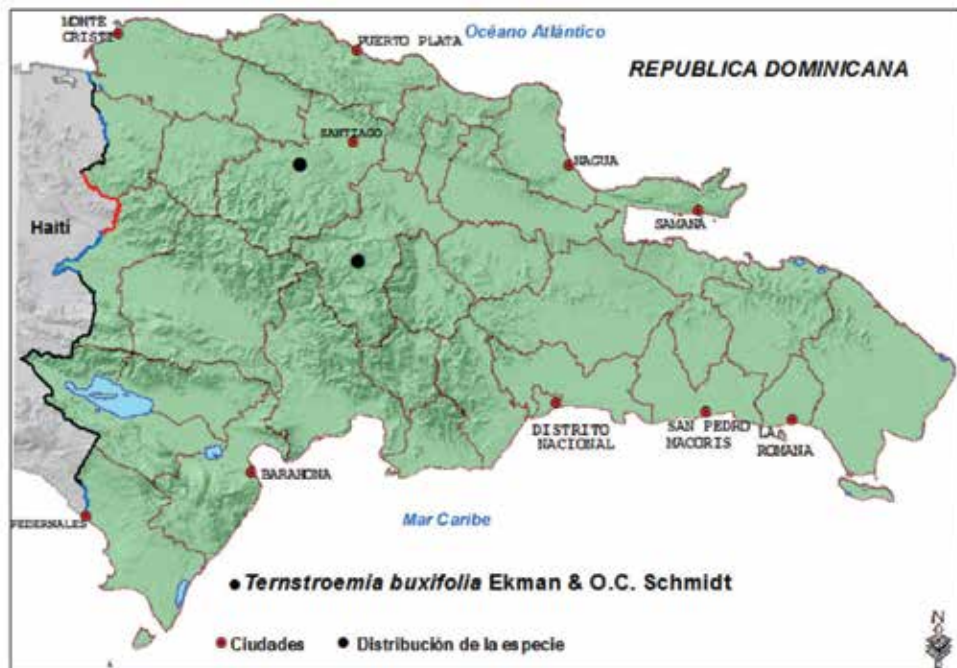 MONTE
CRISTI
PUERTO PLATA
Océano Atlántico
REPUBLICA DOMINICANA
SANTIAGO
NAGUA
SAMANA
Haití
DISTRITO
NACIONAL
SAN PEDRO
MACORIS
LA
ROMANA
BARAHONA
PEDERNALES
Mar Caribe
● Ternstroemia buxifolia Ekman & O.C. Schmidt
● Ciudades ● Distribución de la especie
N